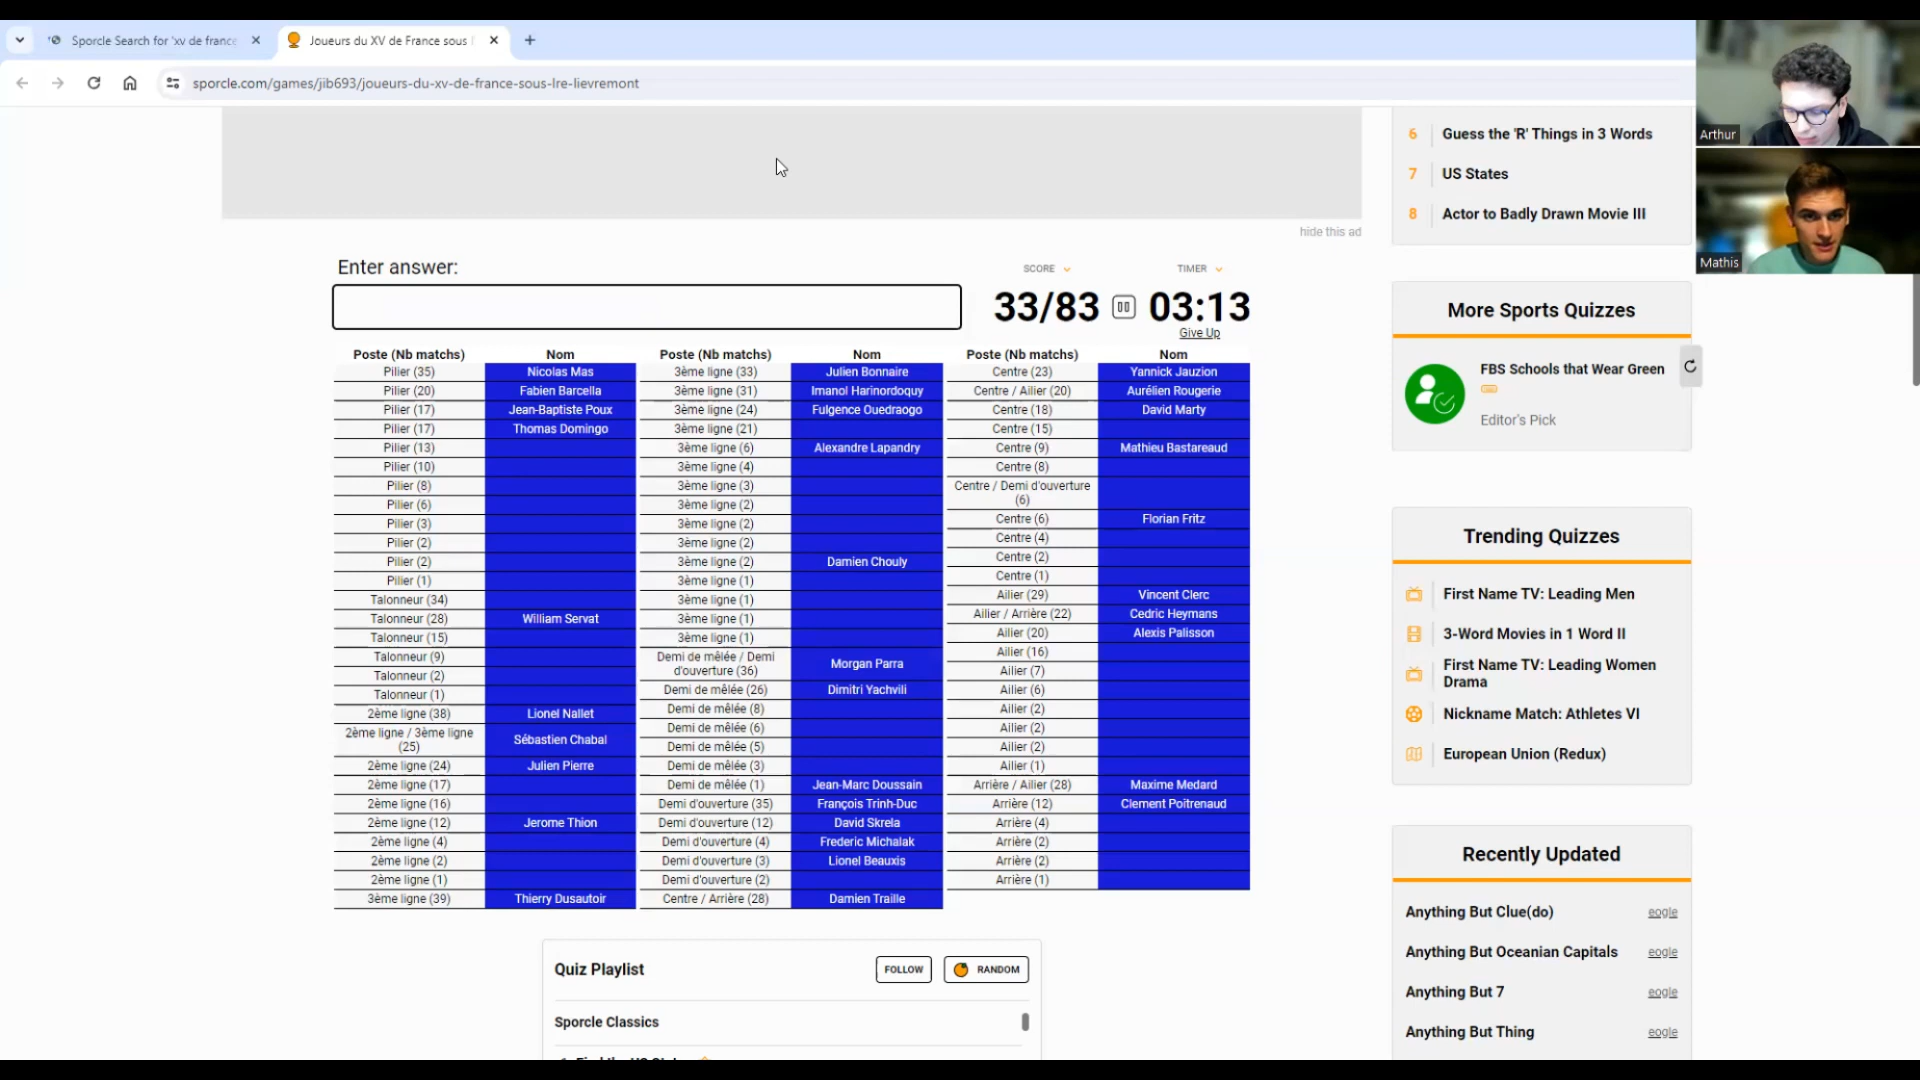 Sporcle Search for 'xv de france
Joueurs du XV de France sous
sporcle.com/games/jib693/joueurs-du-xv-de-france-sous-lre-lievremont
Arthur
Mathis
6 Guess the 'R' Things in 3 Words
7 US States
8 Actor to Badly Drawn Movie III
hide this ad
Enter answer:
SCORE
TIMER
33/83
03:13
Give Up
Poste (Nb matchs) Nom
Pilier (35) Nicolas Mas
Pilier (20) Fabien Barcella
Pilier (17) Jean-Baptiste Poux
Pilier (17) Thomas Domingo
Pilier (13)
Pilier (10)
Pilier (8)
Pilier (6)
Pilier (3)
Pilier (2)
Pilier (2)
Pilier (1)
Talonneur (34)
Talonneur (28) William Servat
Talonneur (15)
Talonneur (9)
Talonneur (2)
Talonneur (1)
2ème ligne (38) Lionel Nallet
2ème ligne / 3ème ligne
(25)
Sébastien Chabal
2ème ligne (24) Julien Pierre
2ème ligne (17)
2ème ligne (16)
2ème ligne (12) Jerome Thion
2ème ligne (4)
2ème ligne (2)
2ème ligne (1)
3ème ligne (39) Thierry Dusautoir
Poste (Nb matchs) Nom
3ème ligne (33) Julien Bonnaire
3ème ligne (31) Imanol Harinordoquy
3ème ligne (24) Fulgence Ouedraogo
3ème ligne (21)
3ème ligne (6) Alexandre Lapandry
3ème ligne (4)
3ème ligne (3)
3ème ligne (2)
3ème ligne (2)
3ème ligne (2)
3ème ligne (2) Damien Chouly
3ème ligne (1)
3ème ligne (1)
3ème ligne (1)
3ème ligne (1)
Demi de mêlée / Demi
d'ouverture (36)
Morgan Parra
Demi de mêlée (26) Dimitri Yachvili
Demi de mêlée (8)
Demi de mêlée (6)
Demi de mêlée (5)
Demi de mêlée (3)
Demi de mêlée (1) Jean-Marc Doussain
Demi d'ouverture (35) François Trinh-Duc
Demi d'ouverture (12) David Skrela
Demi d'ouverture (4) Frederic Michalak
Demi d'ouverture (3) Lionel Beauxis
Demi d'ouverture (2)
Centre / Arrière (28) Damien Traille
Poste (Nb matchs) Nom
Centre (23) Yannick Jauzion
Centre / Ailier (20) Aurélien Rougerie
Centre (18) David Marty
Centre (15)
Centre (9) Mathieu Bastareaud
Centre (8)
Centre / Demi d'ouverture
(6)
Centre (6) Florian Fritz
Centre (4)
Centre (2)
Centre (1)
Ailier (29) Vincent Clerc
Ailier / Arrière (22) Cedric Heymans
Ailier (20) Alexis Palisson
Ailier (16)
Ailier (7)
Ailier (6)
Ailier (2)
Ailier (2)
Ailier (2)
Ailier (1)
Arrière / Ailier (28) Maxime Medard
Arrière (12) Clement Poitrenaud
Arrière (4)
Arrière (2)
Arrière (2)
Arrière (1)
Quiz Playlist
FOLLOW
RANDOM
Sporcle Classics
More Sports Quizzes
FBS Schools that Wear Green
Editor's Pick
Trending Quizzes
First Name TV: Leading Men
3-Word Movies in 1 Word II
First Name TV: Leading Women
Drama
Nickname Match: Athletes VI
European Union (Redux)
Recently Updated
Anything But Clue(do) eogle
Anything But Oceanian Capitals eogle
Anything But 7 eogle
Anything But Thing eogle